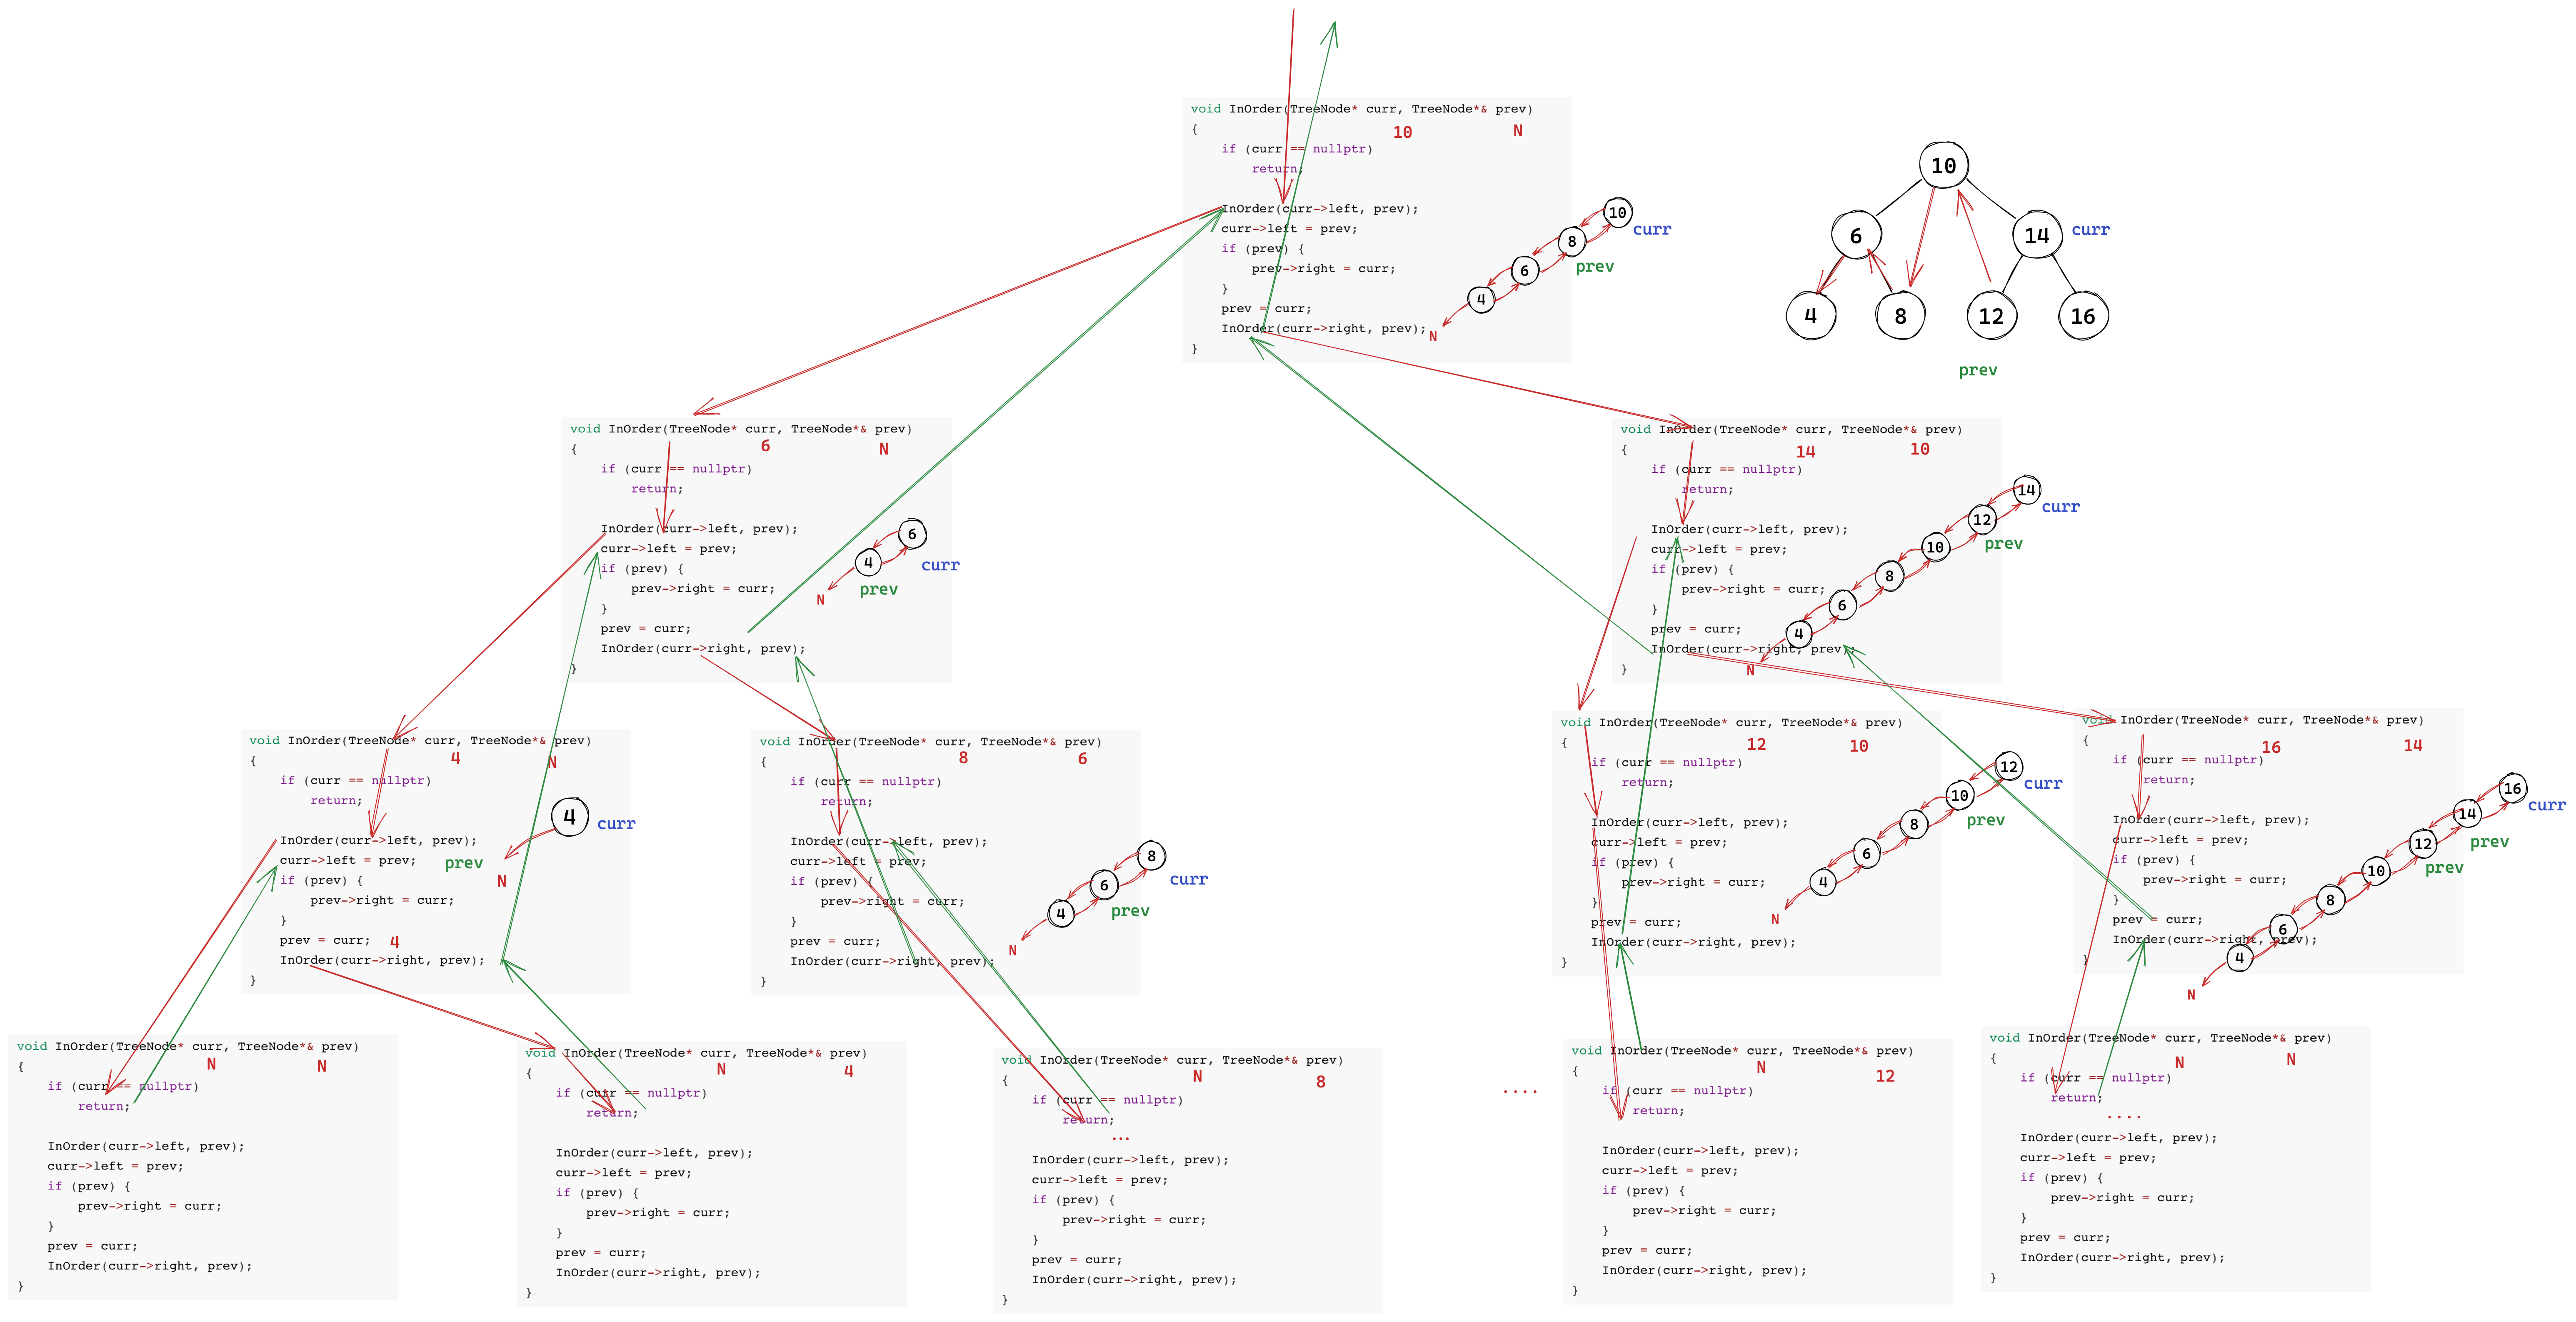 void InOrder(TreeNode* curr, TreeNode*& prev)
{
10 N
if (curr == nullptr)
return;
InOrder(curr->left, prev);
curr->left = prev;
if (prev) {
prev->right = curr;
}
prev = curr;
InOrder(curr->right, prev);
}
10
curr
8
prev
6
4
N
10
6
14
curr
4
8
12
16
prev
void InOrder(TreeNode* curr, TreeNode*& prev)
6 N
{
if (curr == nullptr)
return;
InOrder(curr->left, prev);
curr->left = prev;
if (prev) {
prev->right = curr;
}
prev = curr;
InOrder(curr->right, prev);
}
6
curr
4
prev
N
void InOrder(TreeNode* curr, TreeNode*& prev)
14 10
{
if (curr == nullptr)
return;
InOrder(curr->left, prev);
curr->left = prev;
if (prev) {
prev->right = curr;
}
prev = curr;
InOrder(curr->right, prev);
}
14
curr
12
prev
10
8
6
4
N
void InOrder(TreeNode* curr, TreeNode*& prev)
4 N
{
if (curr == nullptr)
return;
InOrder(curr->left, prev);
curr->left = prev;
if (prev) {
prev->right = curr;
}
prev = curr; 4
InOrder(curr->right, prev);
}
4
curr
prev
N
void InOrder(TreeNode* curr, TreeNode*& prev)
8 6
{
if (curr == nullptr)
return;
InOrder(curr->left, prev);
curr->left = prev;
if (prev) {
prev->right = curr;
}
prev = curr;
InOrder(curr->right, prev);
}
8
curr
6
prev
4
N
void InOrder(TreeNode* curr, TreeNode*& prev)
12 10
{
if (curr == nullptr)
return;
InOrder(curr->left, prev);
curr->left = prev;
if (prev) {
prev->right = curr;
}
prev = curr;
InOrder(curr->right, prev);
}
12
curr
10
prev
8
6
4
N
void InOrder(TreeNode* curr, TreeNode*& prev)
16 14
{
if (curr == nullptr)
return;
InOrder(curr->left, prev);
curr->left = prev;
if (prev) {
prev->right = curr;
}
prev = curr;
InOrder(curr->right, prev);
}
16
curr
14
prev
12
prev
10
8
6
4
N
void InOrder(TreeNode* curr, TreeNode*& prev)
N N
{
if (curr == nullptr)
return;
InOrder(curr->left, prev);
curr->left = prev;
if (prev) {
prev->right = curr;
}
prev = curr;
InOrder(curr->right, prev);
}
void InOrder(TreeNode* curr, TreeNode*& prev)
N 4
{
if (curr == nullptr)
return;
InOrder(curr->left, prev);
curr->left = prev;
if (prev) {
prev->right = curr;
}
prev = curr;
InOrder(curr->right, prev);
}
void InOrder(TreeNode* curr, TreeNode*& prev)
N 8
{
if (curr == nullptr)
return;
...
InOrder(curr->left, prev);
curr->left = prev;
if (prev) {
prev->right = curr;
}
prev = curr;
InOrder(curr->right, prev);
}
....
void InOrder(TreeNode* curr, TreeNode*& prev)
N 12
{
if (curr == nullptr)
return;
InOrder(curr->left, prev);
curr->left = prev;
if (prev) {
prev->right = curr;
}
prev = curr;
InOrder(curr->right, prev);
}
void InOrder(TreeNode* curr, TreeNode*& prev)
N N
{
if (curr == nullptr)
return;
....
InOrder(curr->left, prev);
curr->left = prev;
if (prev) {
prev->right = curr;
}
prev = curr;
InOrder(curr->right, prev);
}